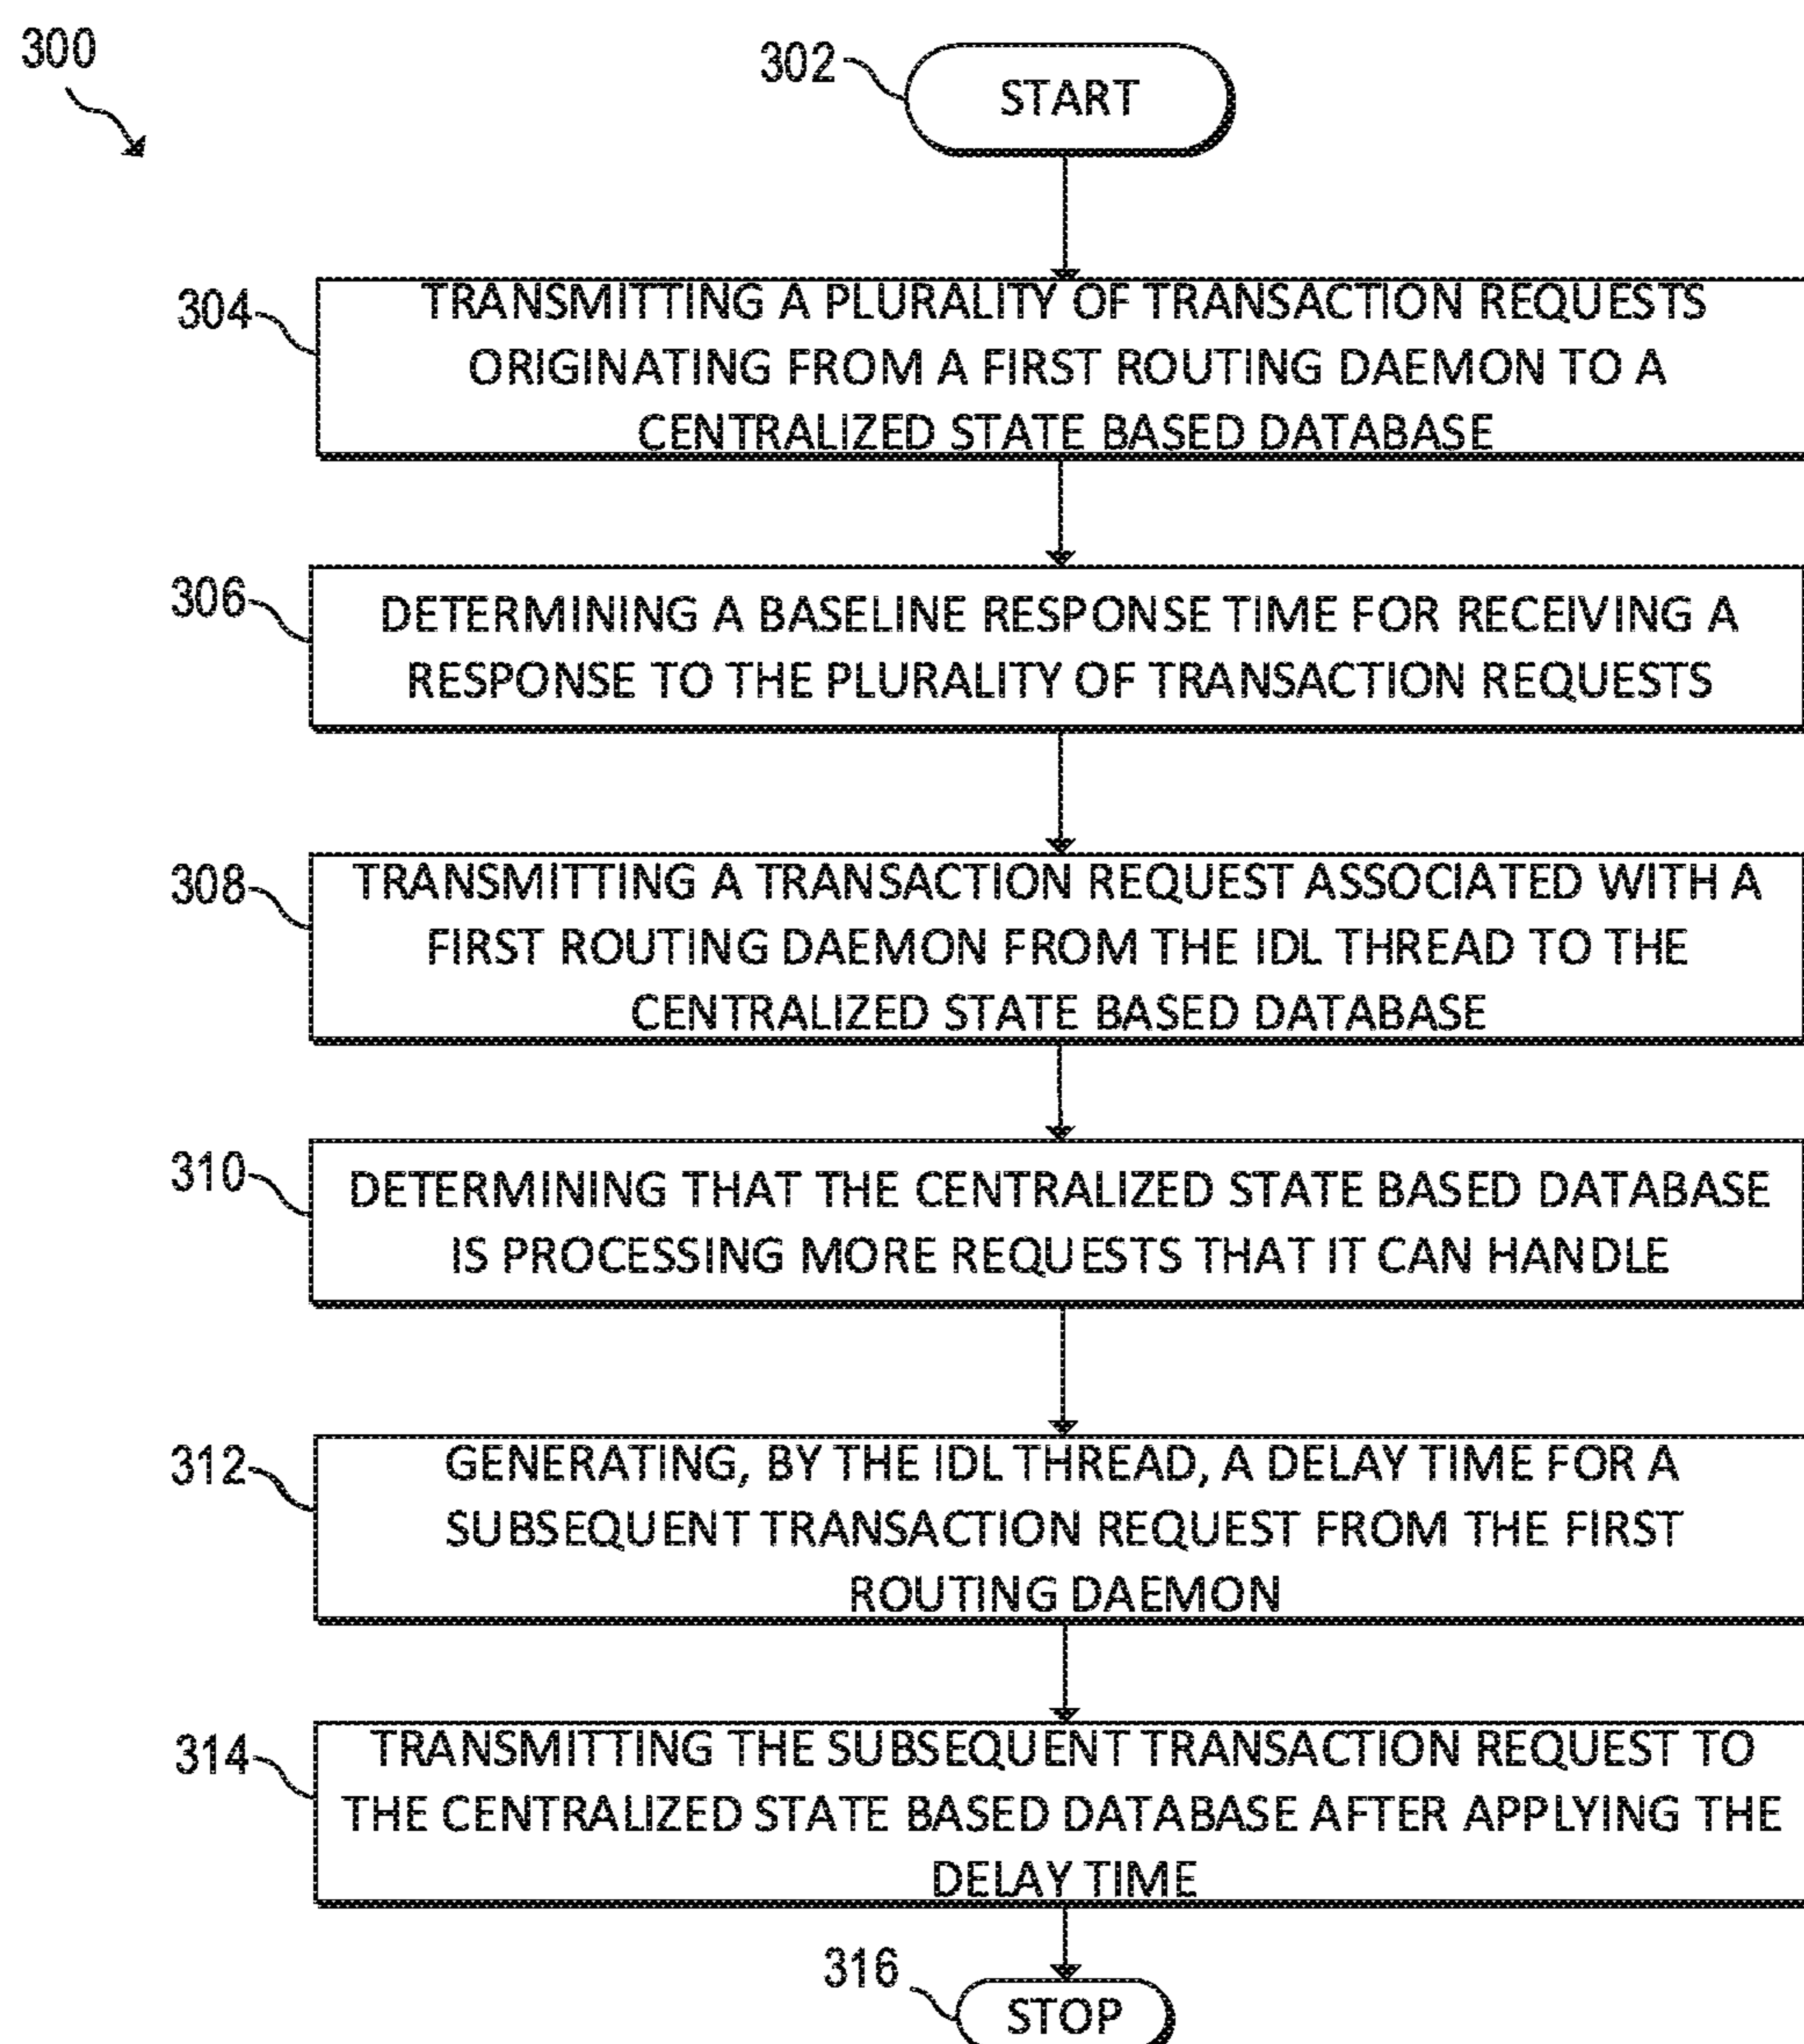 300
302
START
304
TRANSMITTING A PLURALITY OF TRANSACTION REQUESTS
ORIGINATING FROM A FIRST ROUTING DAEMON TO A
CENTRALIZED STATE BASED DATABASE
306
DETERMINING A BASELINE RESPONSE TIME FOR RECEIVING A
RESPONSE TO THE PLURALITY OF TRANSACTION REQUESTS
308
TRANSMITTING A TRANSACTION REQUEST ASSOCIATED WITH A
FIRST ROUTING DAEMON FROM THE IDL THREAD TO THE
CENTRALIZED STATE BASED DATABASE
310
DETERMINING THAT THE CENTRALIZED STATE BASED DATABASE
IS PROCESSING MORE REQUESTS THAT IT CAN HANDLE
312
GENERATING, BY THE IDL THREAD, A DELAY TIME FOR A
SUBSEQUENT TRANSACTION REQUEST FROM THE FIRST
ROUTING DAEMON
314
TRANSMITTING THE SUBSEQUENT TRANSACTION REQUEST TO
THE CENTRALIZED STATE BASED DATABASE AFTER APPLYING THE
DELAY TIME
316
STOP